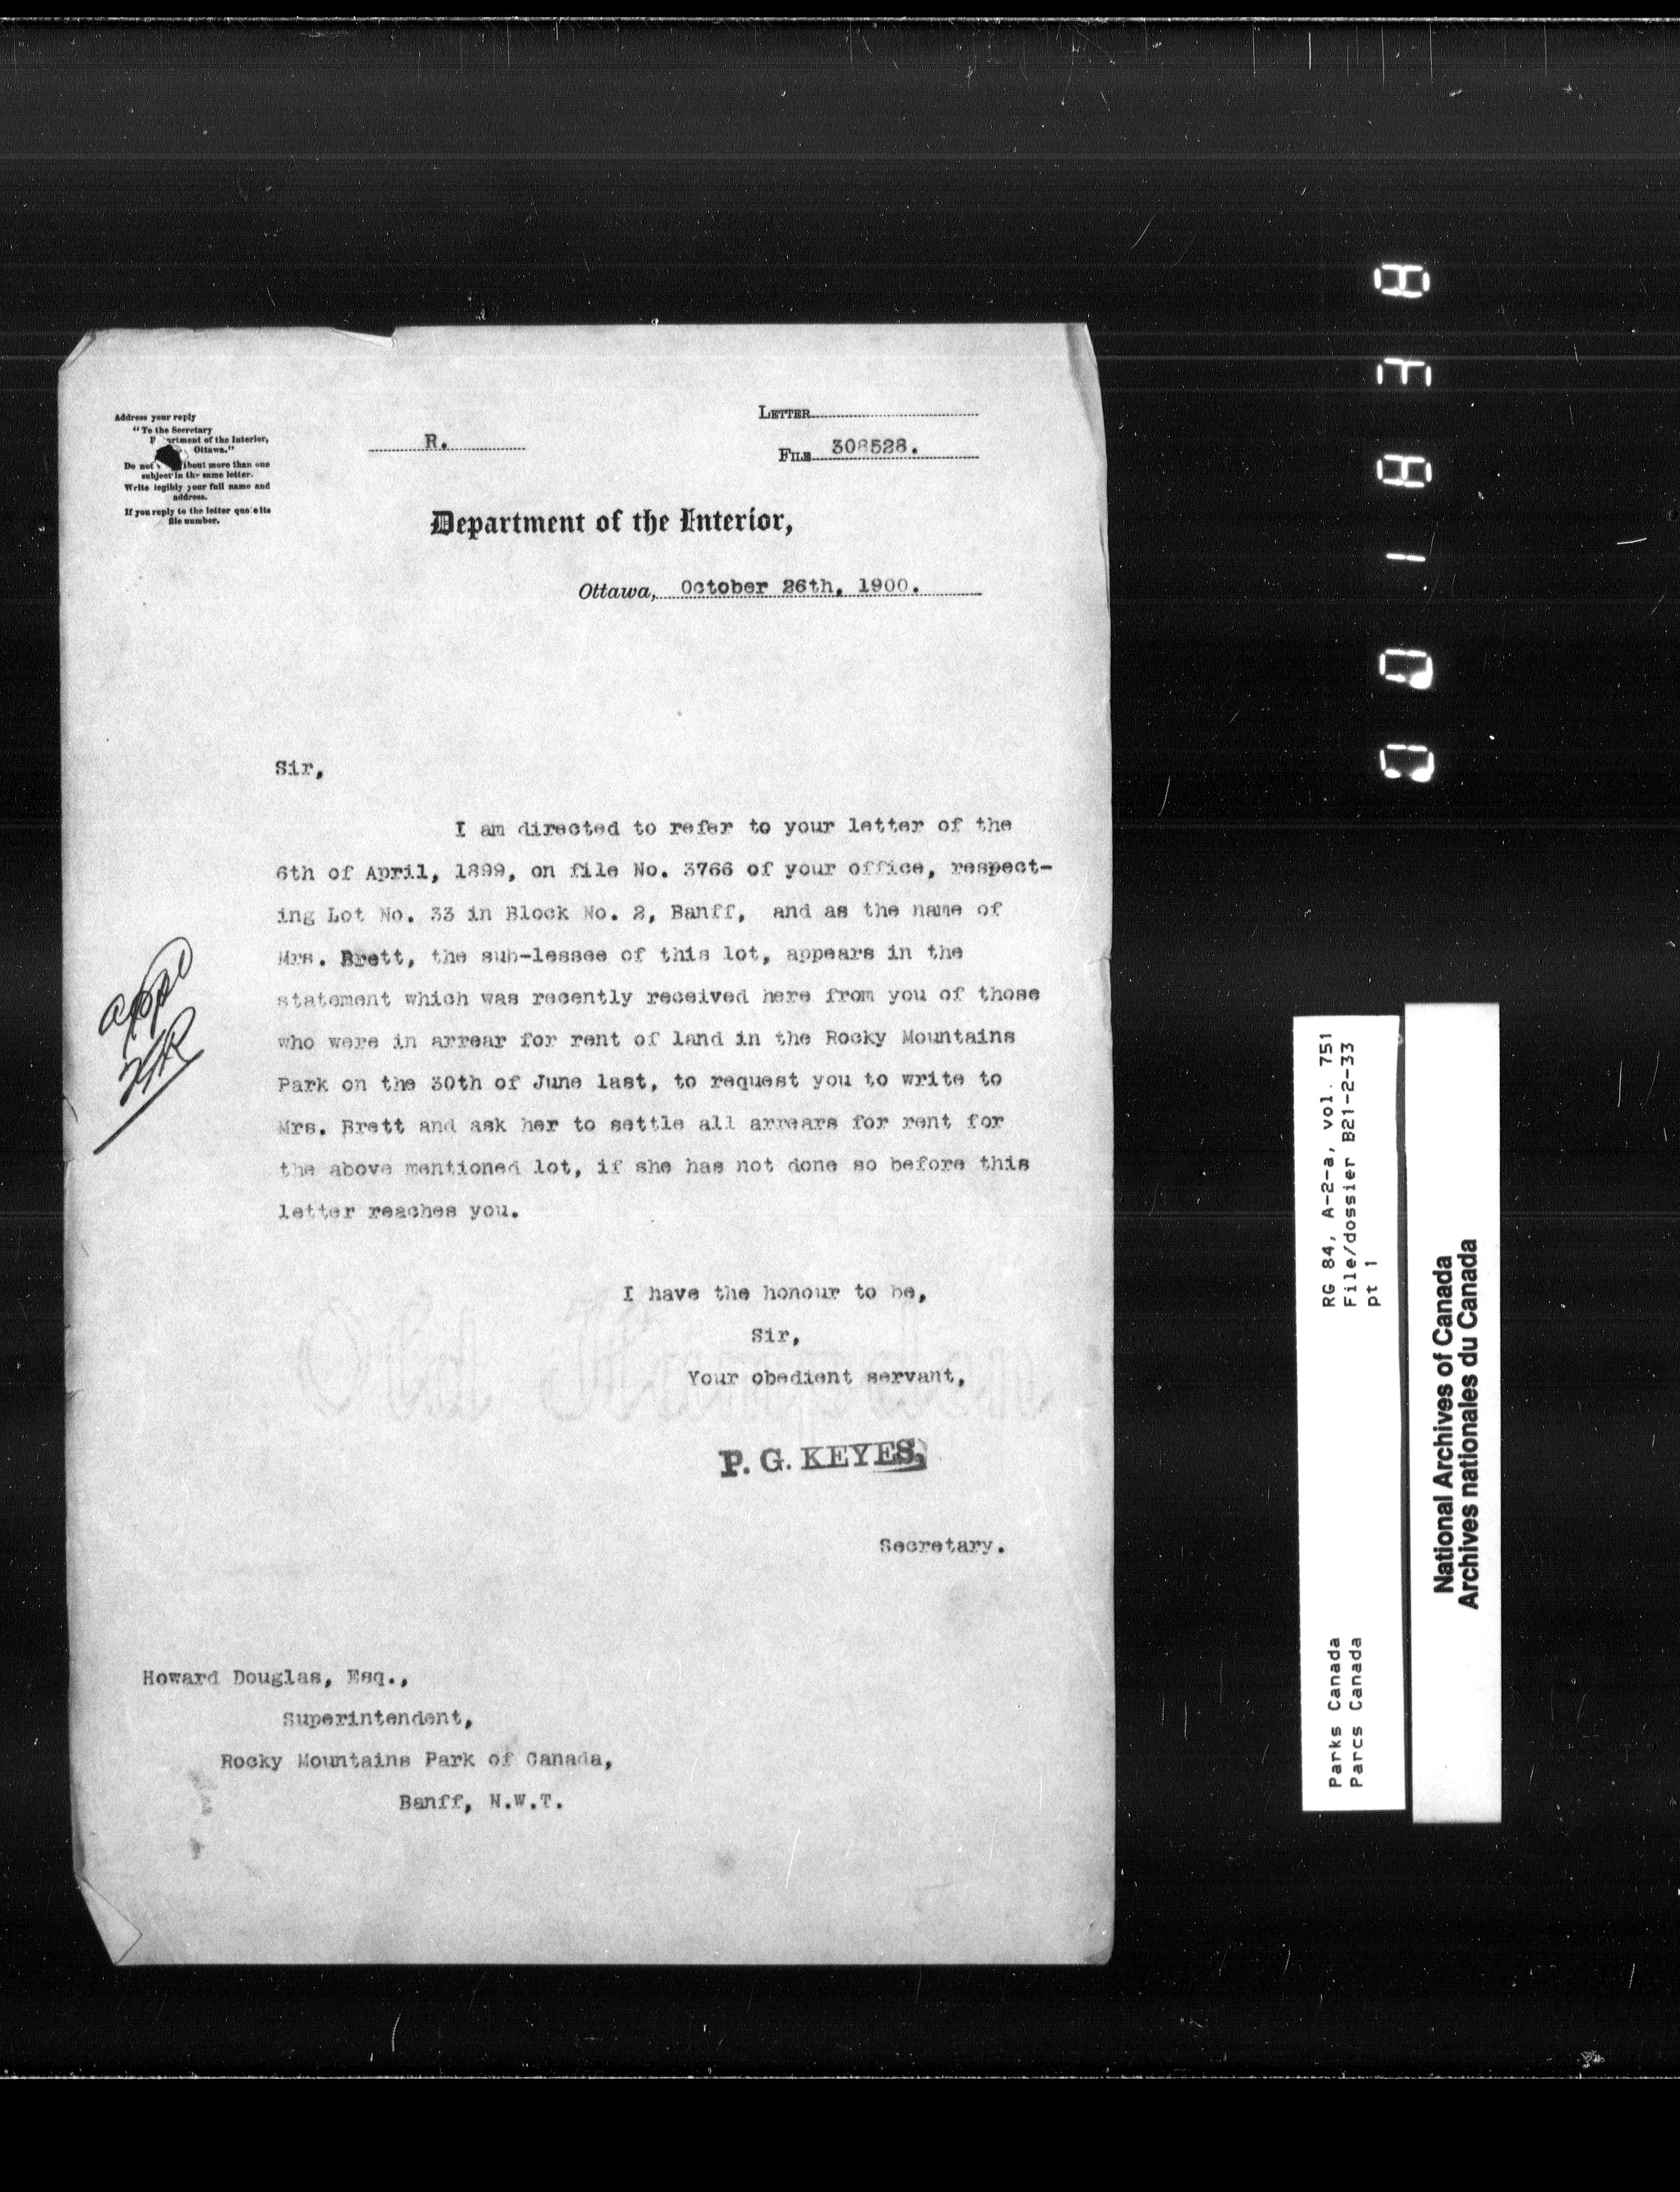 Address your reply
"To the Secretary
Department of the Interior,
Ottawa."
Do not about more than one
subject in the same letter.
Write legibly your full name and
address.
If you reply to the letter quote its
file number.
R.
LETTER
FILE 308528.
Department of the Interior,
Ottawa, October 26th, 1900.
Sir,
I am directed to refer to your letter of the
6th of April, 1899, on file No. 3766 of your office, respect-
ing Lot No. 33 in Block No. 2, Banff, and as the name of
Mrs. Brett, the sub-lessee of this lot, appears in the
statement which was recently received here from you of those
who were in arrear for rent of land in the Rocky Mountains
Park on the 30th of June last, to request you to write to
Mrs. Brett and ask her to settle all arrears for rent for
the above mentioned lot, if she has not done so before this
letter reaches you.
I have the honour to be,
Sir,
Your obedient servant,
P. G. KEYES,
Secretary.
Howard Douglas, Esq.,
Superintendent,
Rocky Mountains Park of Canada,
Banff, N.W.T.
RG 84, A-2-a, vol. 751
File/dossier B21-2-33
pt 1
Parks Canada
Parcs Canada
National Archives of Canada
Archives nationales du Canada